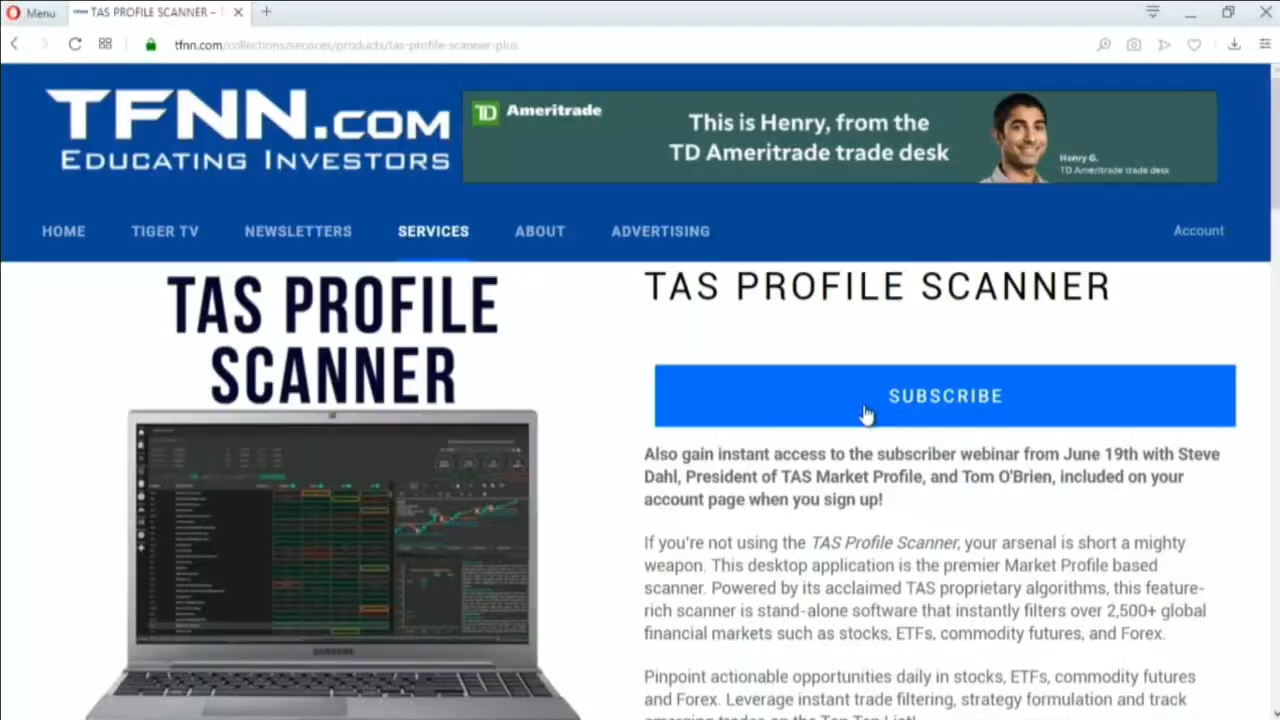 Menu
TAS PROFILE SCANNER –
tfnn.com/collections/services/products/tas-profile-scanner-plus
TFNN.COM
EDUCATING INVESTORS
TD Ameritrade
This is Henry, from the
TD Ameritrade trade desk
Henry G.
TD Ameritrade trade desk
HOME
TIGER TV
NEWSLETTERS
SERVICES
ABOUT
ADVERTISING
Account
TAS PROFILE
SCANNER
SAMSUNG
TAS PROFILE SCANNER
SUBSCRIBE
Also gain instant access to the subscriber webinar from June 19th with Steve
Dahl, President of TAS Market Profile, and Tom O'Brien, included on your
account page when you sign up!
If you're not using the TAS Profile Scanner, your arsenal is short a mighty
weapon. This desktop application is the premier Market Profile based
scanner. Powered by its acclaimed TAS proprietary algorithms, this feature-
rich scanner is stand-alone software that instantly filters over 2,500+ global
financial markets such as stocks, ETFs, commodity futures, and Forex.
Pinpoint actionable opportunities daily in stocks, ETFs, commodity futures
and Forex. Leverage instant trade filtering, strategy formulation and track
emerging trades on the Top Ten List!